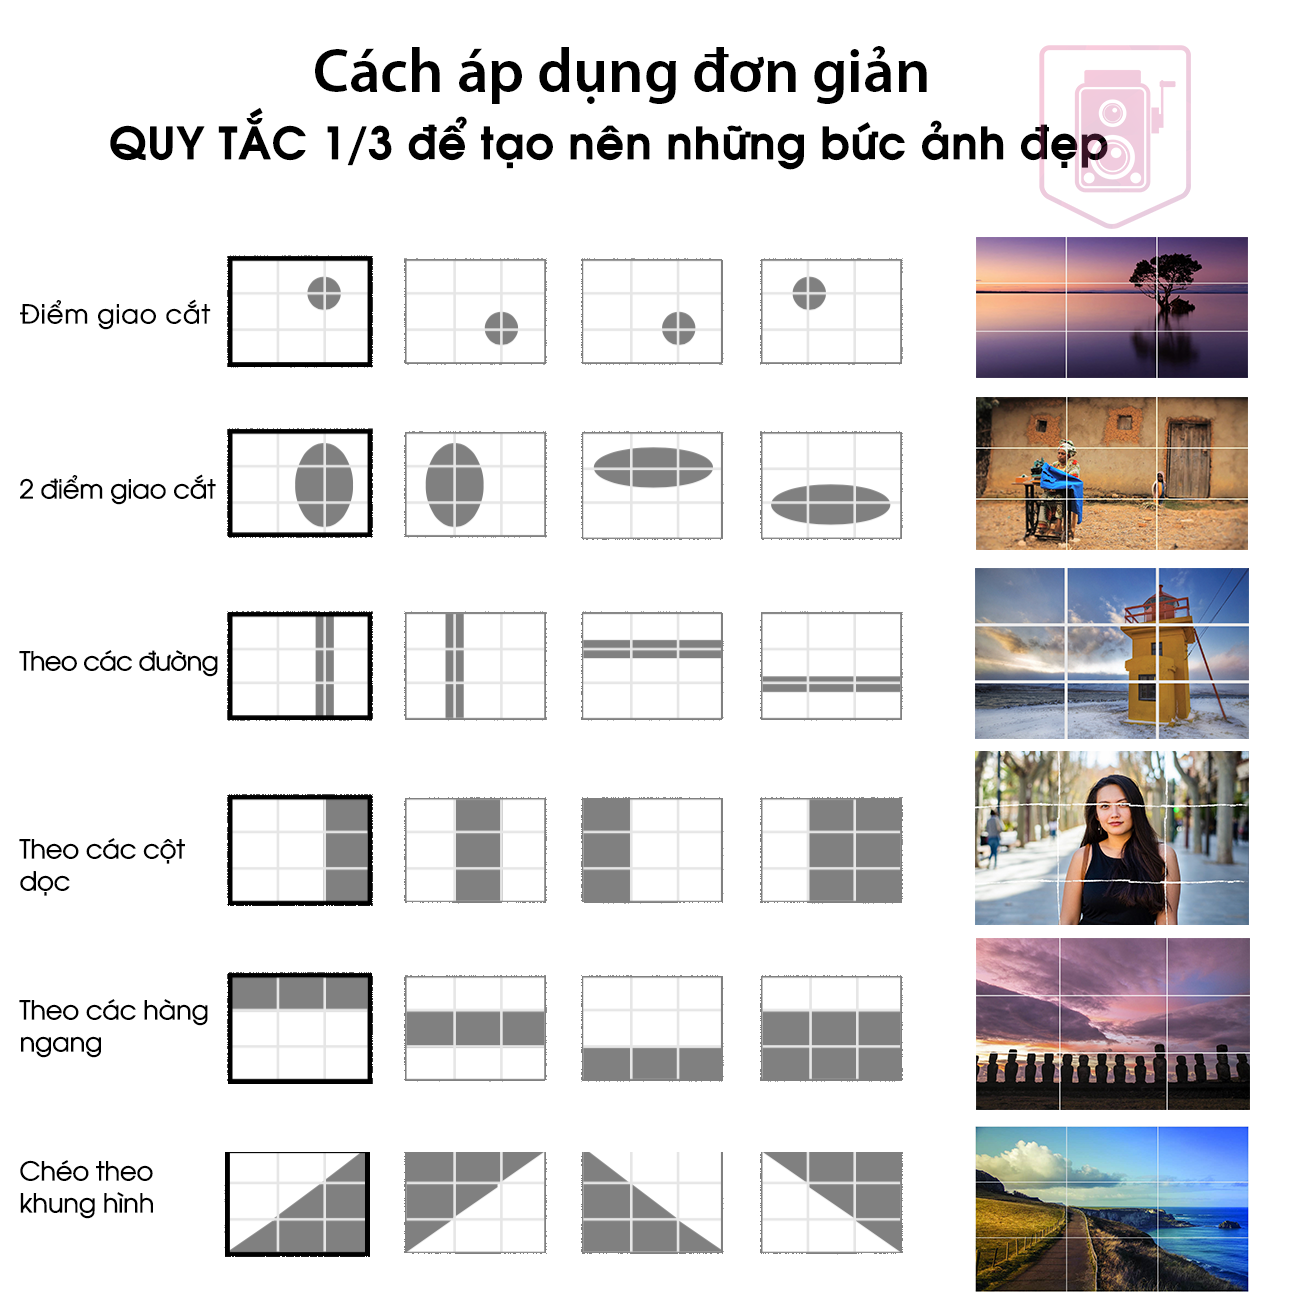 Cách áp dụng đơn giản
QUY TẮC 1/3 để tạo nên những bức ảnh đẹp
Điểm giao cắt
2 điểm giao cắt
Theo các đường
Theo các cột
dọc
Theo các hàng
ngang
Chéo theo
khung hình